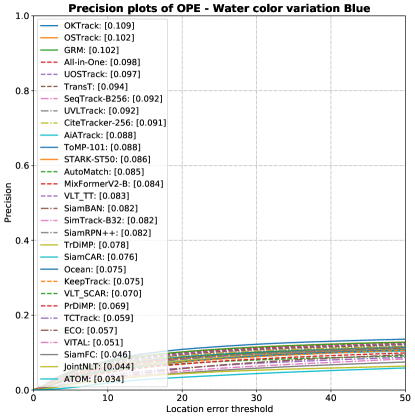 Precision plots of OPE - Water color variation Blue
1.0
0.8
0.6
0.4
0.2
0.0
Precision
OKTrack: [0.109]
OSTrack: [0.102]
GRM: [0.102]
All-in-One: [0.098]
UOSTrack: [0.097]
TransT: [0.094]
SeqTrack-B256: [0.092]
UVLTrack: [0.092]
CiteTracker-256: [0.091]
AiATrack: [0.088]
ToMP-101: [0.088]
STARK-ST50: [0.086]
AutoMatch: [0.085]
MixFormerV2-B: [0.084]
VLT_TT: [0.083]
SiamBAN: [0.082]
SimTrack-B32: [0.082]
SiamRPN++: [0.082]
TrDiMP: [0.078]
SiamCAR: [0.076]
Ocean: [0.075]
KeepTrack: [0.075]
VLT_SCAR: [0.070]
PrDiMP: [0.069]
TCTrack: [0.059]
ECO: [0.057]
VITAL: [0.051]
SiamFC: [0.046]
JointNLT: [0.044]
ATOM: [0.034]
0 10 20 30 40 50
Location error threshold